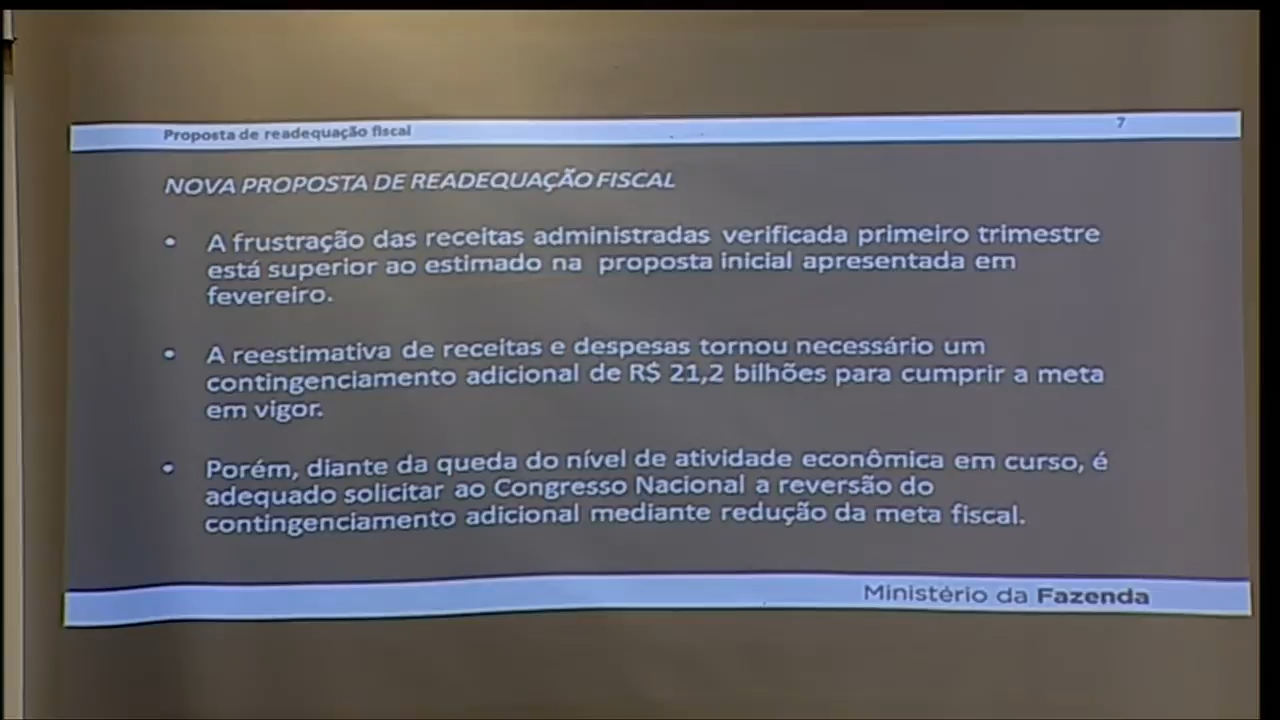 Proposta de readequação fiscal 7
NOVA PROPOSTA DE READEQUAÇÃO FISCAL
• A frustração das receitas administradas verificada primeiro trimestre
está superior ao estimado na proposta inicial apresentada em
fevereiro.
• A reestimativa de receitas e despesas tornou necessário um
contingenciamento adicional de R$ 21,2 bilhões para cumprir a meta
em vigor.
• Porém, diante da queda do nível de atividade econômica em curso, é
adequado solicitar ao Congresso Nacional a reversão do
contingenciamento adicional mediante redução da meta fiscal.
Ministério da Fazenda